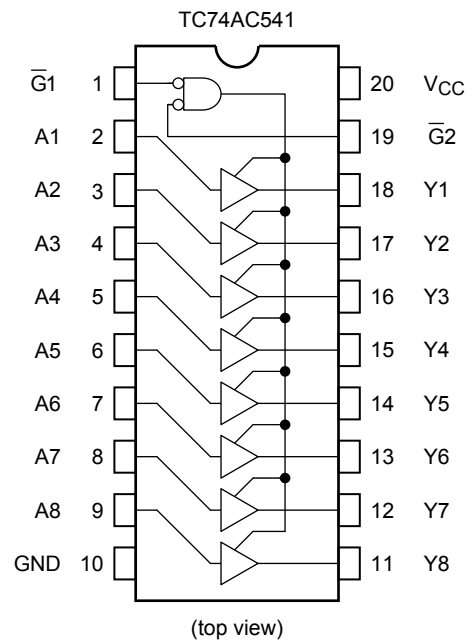 TC74AC541
G̅1 1 20 VCC
A1 2 19 G̅2
A2 3 18 Y1
A3 4 17 Y2
A4 5 16 Y3
A5 6 15 Y4
A6 7 14 Y5
A7 8 13 Y6
A8 9 12 Y7
GND 10 11 Y8
(top view)